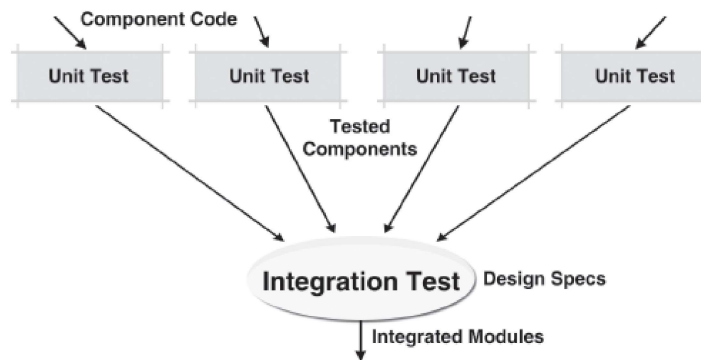 Component Code
Unit Test
Unit Test
Unit Test
Unit Test
Tested
Components
Integration Test
Design Specs
Integrated Modules